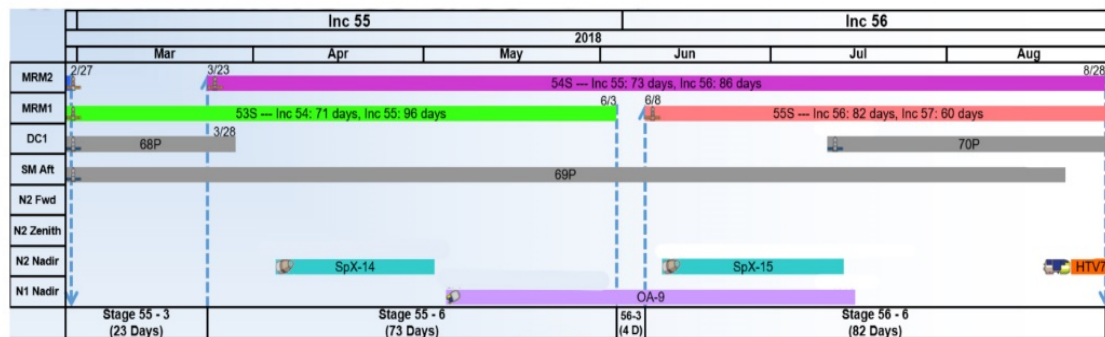 Inc 55 Inc 56
2018
Mar Apr May Jun Jul Aug
MRM2 2/27 3/23 54S --- Inc 55: 73 days, Inc 56: 86 days 8/28
MRM1 53S --- Inc 54: 71 days, Inc 55: 96 days 6/3 6/8 55S --- Inc 56: 82 days, Inc 57: 60 days
DC1 68P 3/28 70P
SM Aft 69P
N2 Fwd
N2 Zenith
N2 Nadir SpX-14 SpX-15 HTV7
N1 Nadir OA-9
Stage 55 - 3 Stage 55 - 6 56-3 Stage 56 - 6
(23 Days) (73 Days) (4 D) (82 Days)